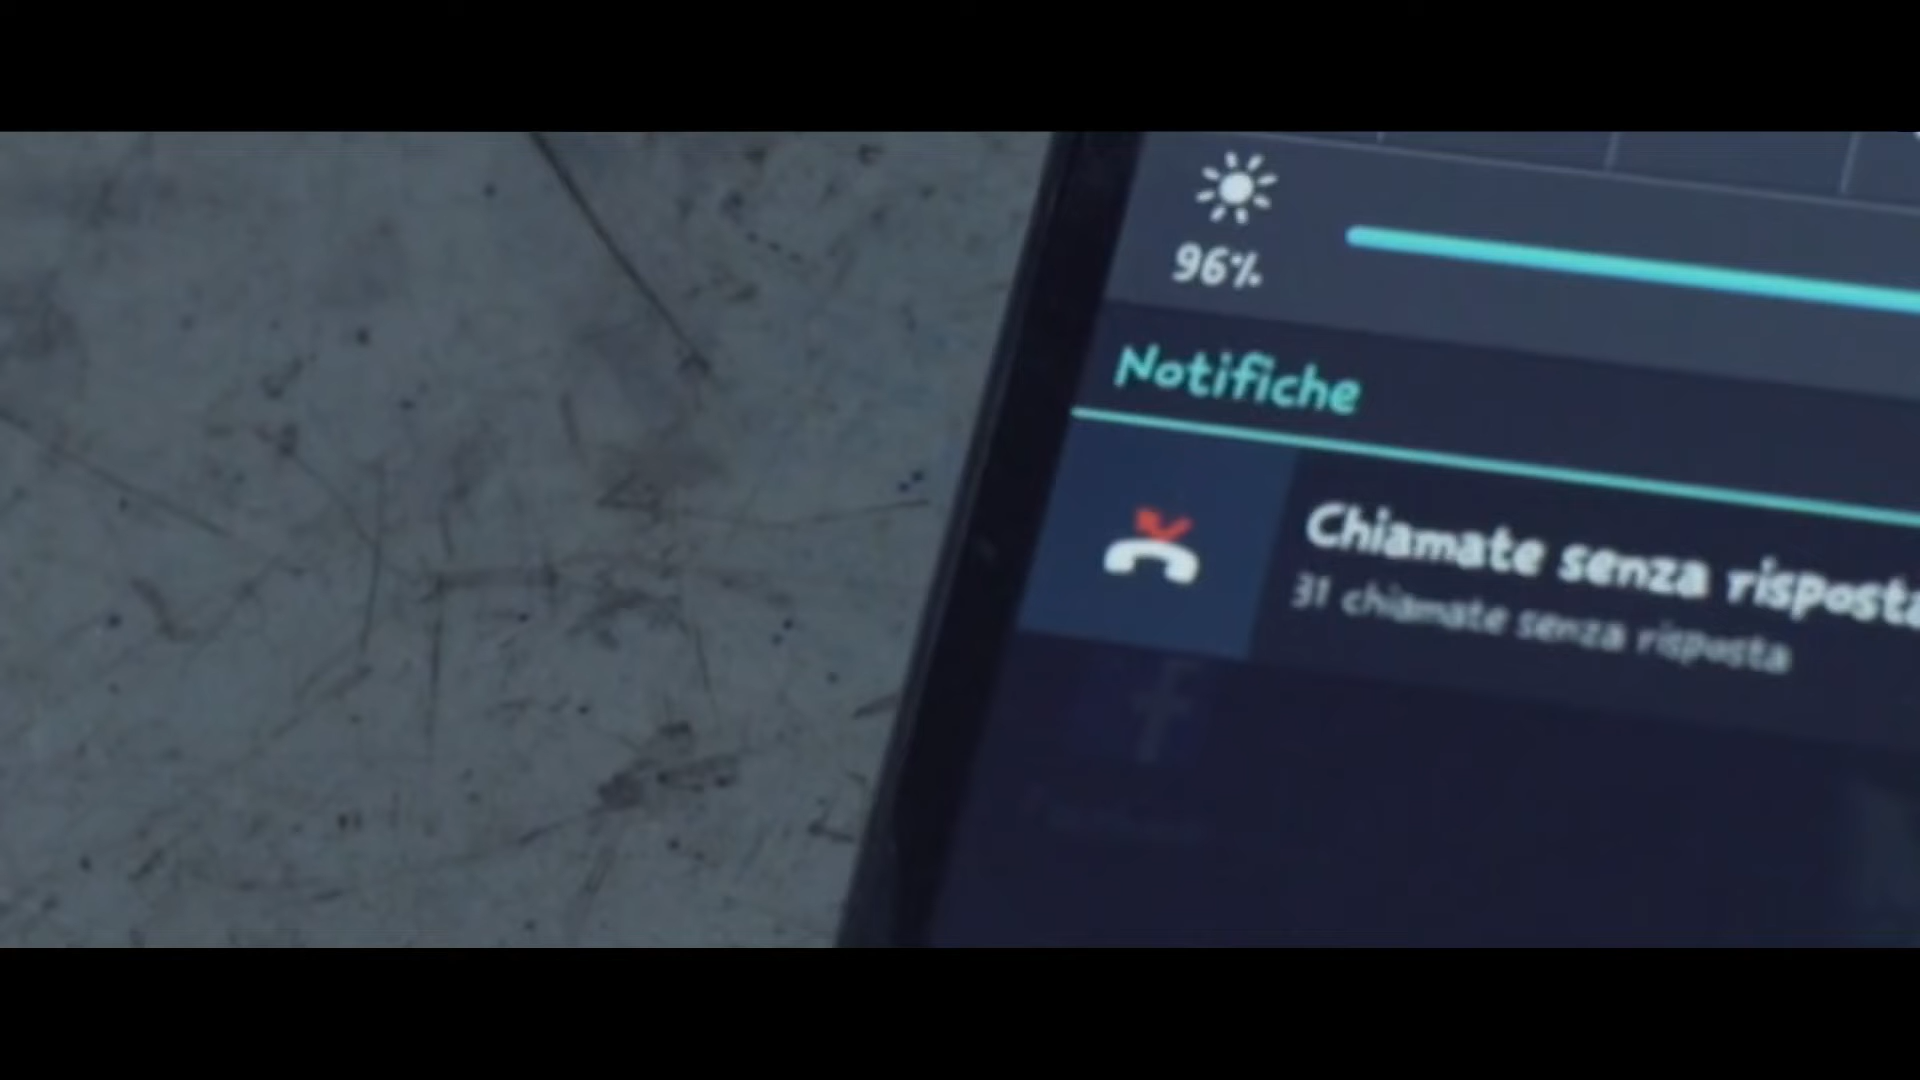 96%
Notifiche
Chiamate senza risposta
31 chiamate senza risposta